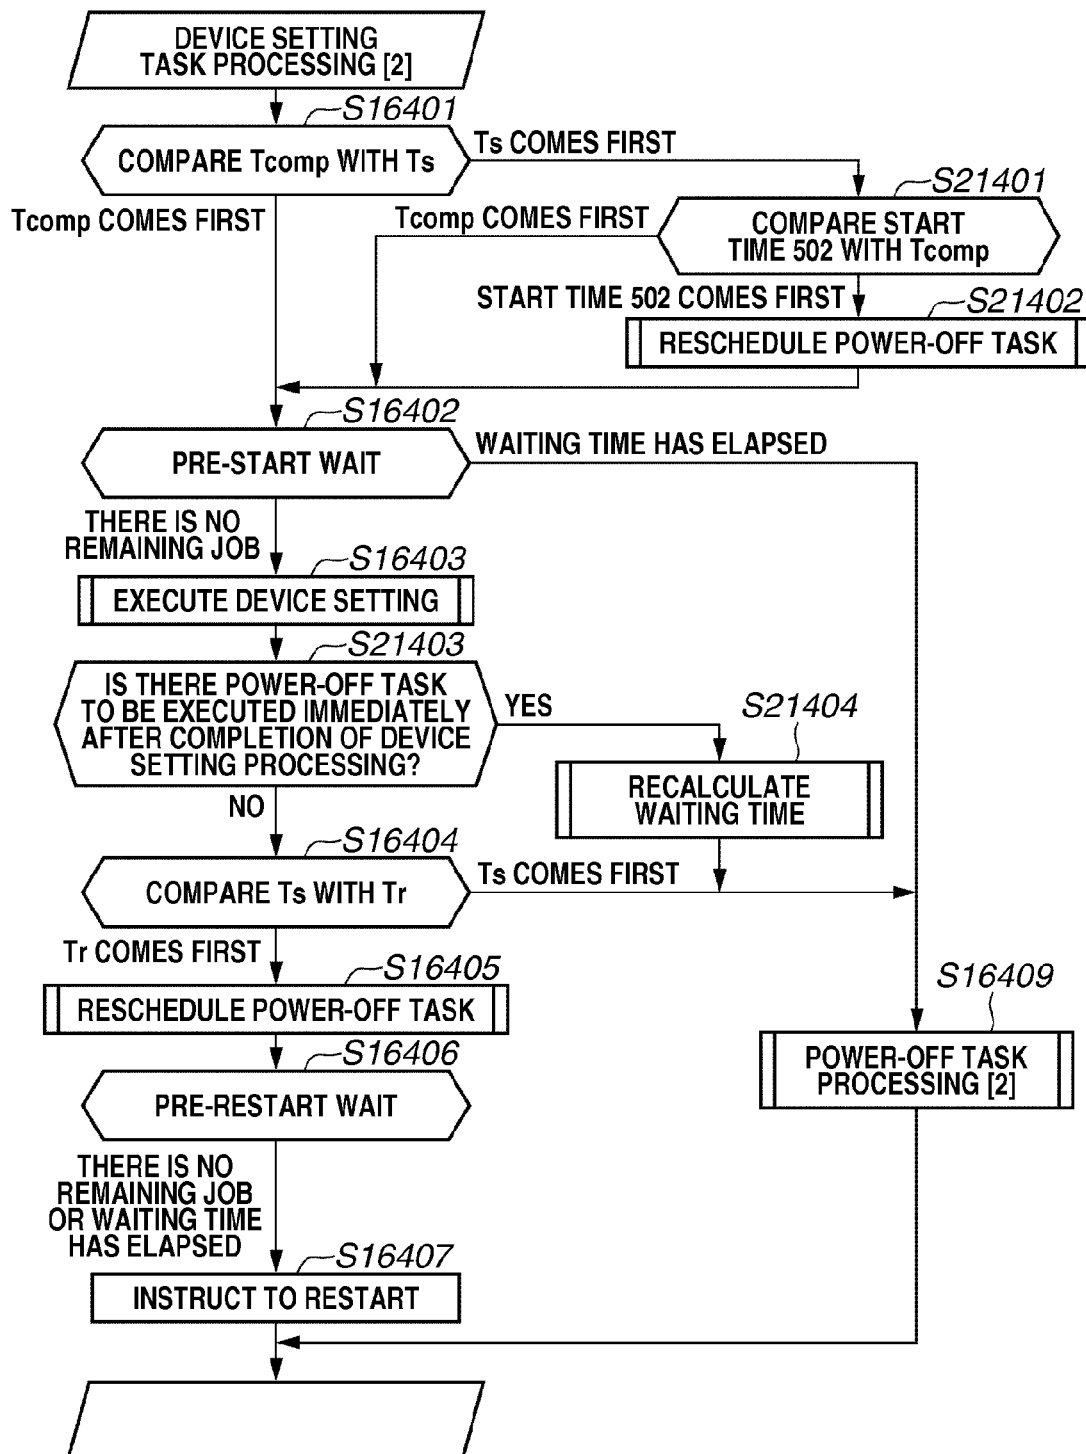 DEVICE SETTING
TASK PROCESSING [2]
S16401
COMPARE Tcomp WITH Ts
Ts COMES FIRST
S21401
Tcomp COMES FIRST
Tcomp COMES FIRST
COMPARE START
TIME 502 WITH Tcomp
START TIME 502 COMES FIRST
S21402
RESCHEDULE POWER-OFF TASK
S16402
PRE-START WAIT
WAITING TIME HAS ELAPSED
THERE IS NO
REMAINING JOB
S16403
EXECUTE DEVICE SETTING
S21403
IS THERE POWER-OFF TASK
TO BE EXECUTED IMMEDIATELY
AFTER COMPLETION OF DEVICE
SETTING PROCESSING?
YES
S21404
RECALCULATE
WAITING TIME
NO
S16404
COMPARE Ts WITH Tr
Ts COMES FIRST
Tr COMES FIRST
S16405
RESCHEDULE POWER-OFF TASK
S16409
POWER-OFF TASK
PROCESSING [2]
S16406
PRE-RESTART WAIT
THERE IS NO
REMAINING JOB
OR WAITING TIME
HAS ELAPSED
S16407
INSTRUCT TO RESTART